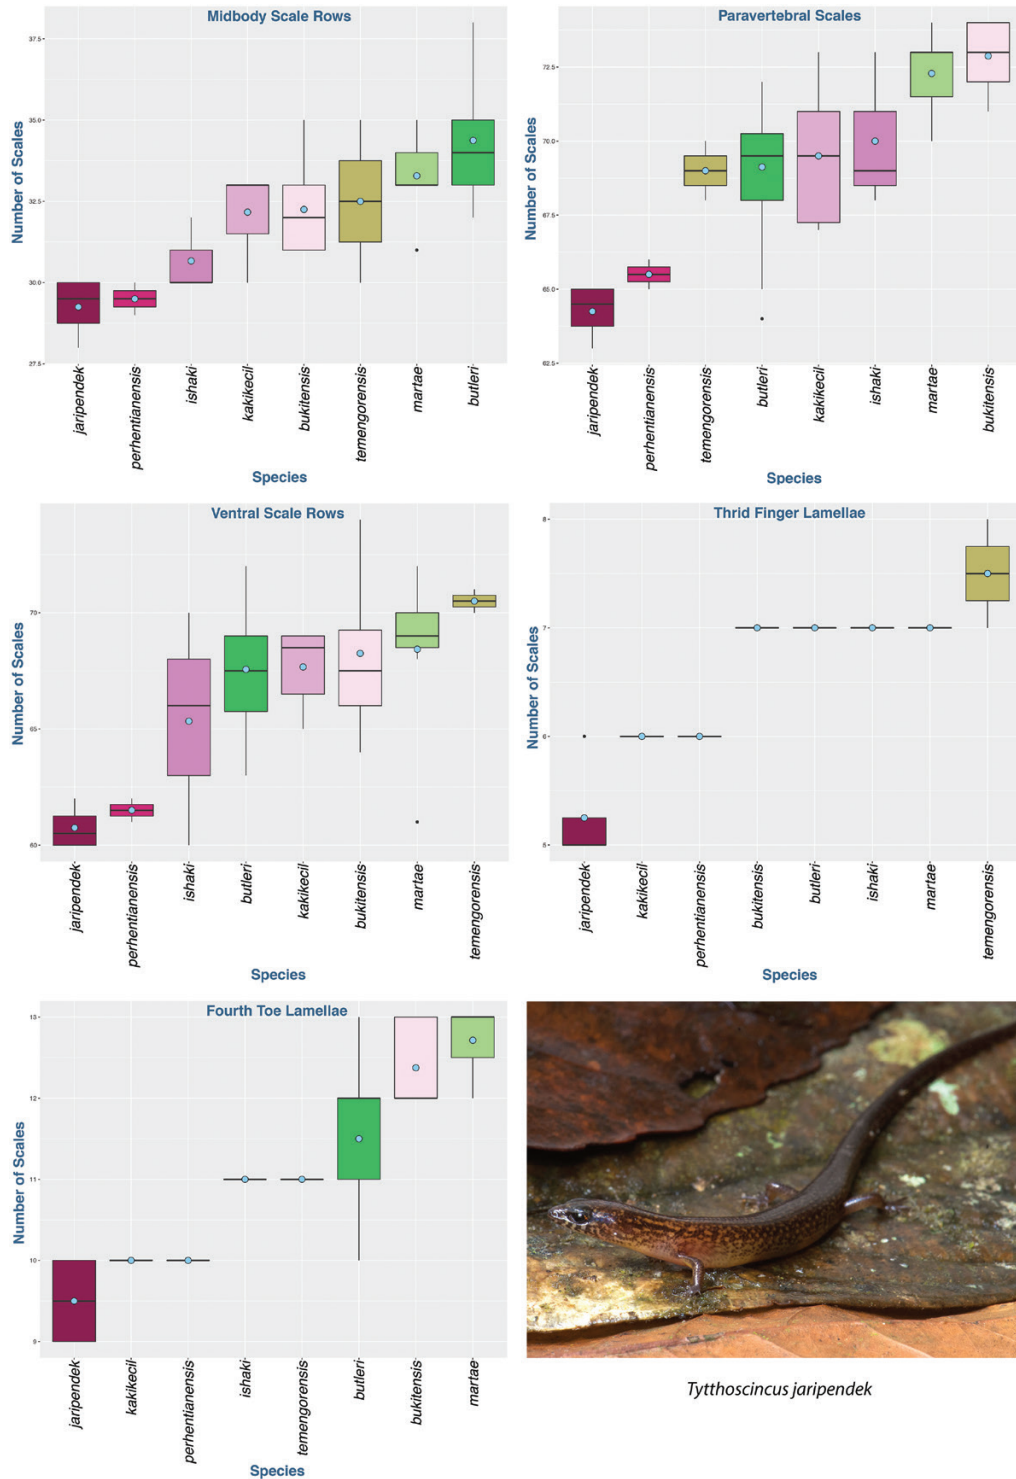 Midbody Scale Rows
Number of Scales
37.5
35.0
32.5
30.0
27.5
jaripendek
perhentianensis
ishaki
kakikecil
bukitensis
temengorensis
martae
butleri
Species
Paravertebral Scales
Number of Scales
72.5
70.0
67.5
65.0
62.5
jaripendek
perhentianensis
temengorensis
butleri
kakikecil
ishaki
martae
bukitensis
Species
Ventral Scale Rows
Number of Scales
70
65
60
jaripendek
perhentianensis
ishaki
butleri
kakikecil
bukitensis
martae
temengorensis
Species
Thrid Finger Lamellae
Number of Scales
8
7
6
5
jaripendek
kakikecil
perhentianensis
bukitensis
butleri
ishaki
martae
temengorensis
Species
Fourth Toe Lamellae
Number of Scales
13
12
11
10
9
jaripendek
kakikecil
perhentianensis
ishaki
temengorensis
butleri
bukitensis
martae
Species
Tytthoscincus jaripendek